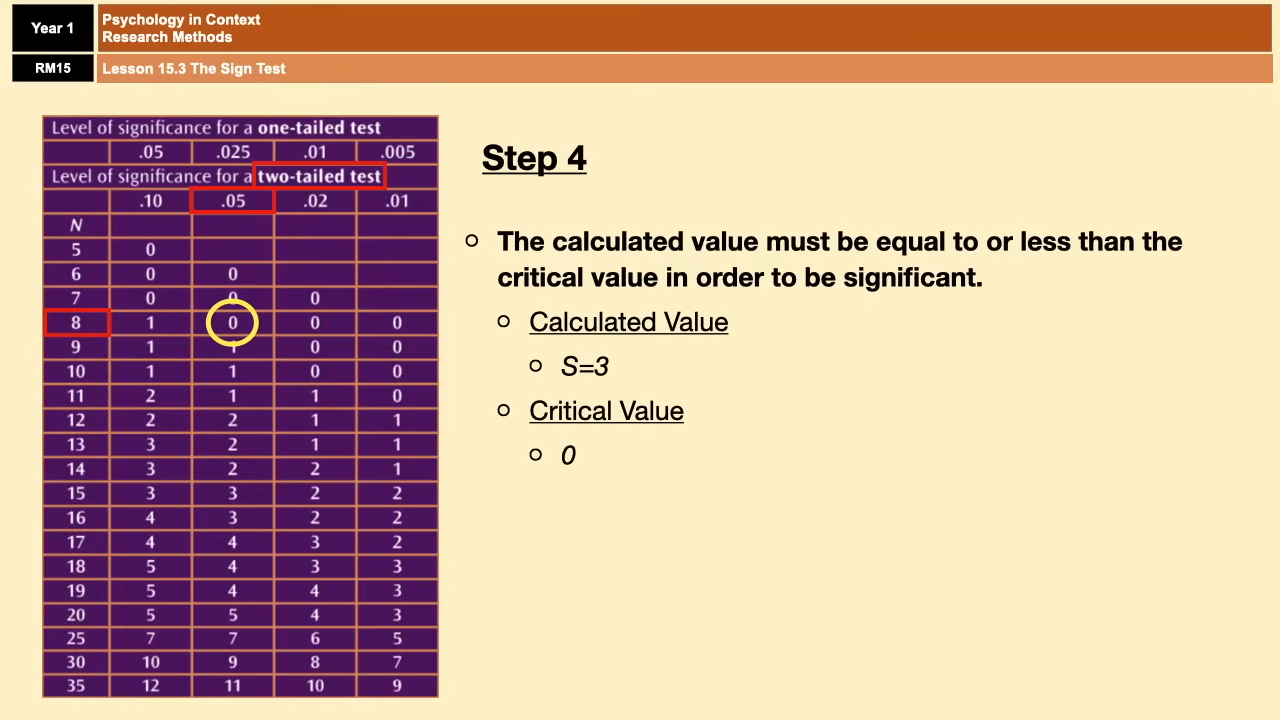 Year 1
Psychology in Context
Research Methods
RM15
Lesson 15.3 The Sign Test
Level of significance for a one-tailed test
.05 .025 .01 .005
Level of significance for a two-tailed test
.10 .05 .02 .01
N
5 0
6 0 0
7 0 0 0
8 1 0 0 0
9 1 1 0 0
10 1 1 0 0
11 2 1 1 0
12 2 2 1 1
13 3 2 1 1
14 3 2 2 1
15 3 3 2 2
16 4 3 2 2
17 4 4 3 2
18 5 4 3 3
19 5 4 4 3
20 5 5 4 3
25 7 7 6 5
30 10 9 8 7
35 12 11 10 9
Step 4
The calculated value must be equal to or less than the
critical value in order to be significant.
Calculated Value
S=3
Critical Value
0